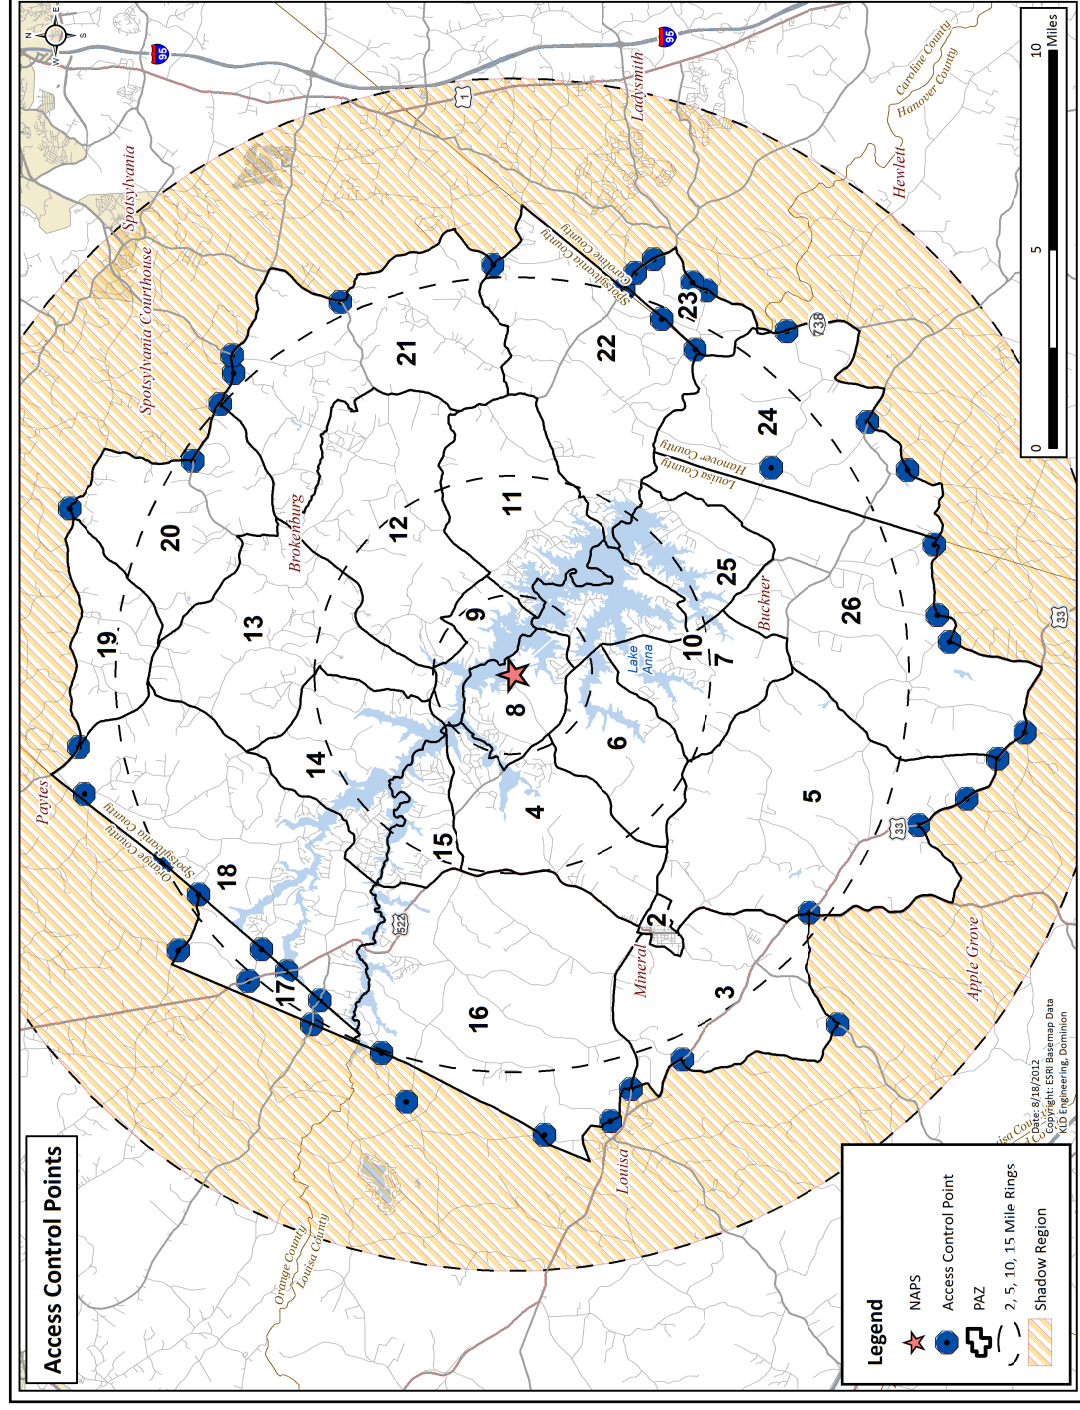 Access Control Points
N
E
S
W
95
95
1
Spotsylvania
Spotsylvania Courthouse
Ladysmith
Caroline County
Hanover County
Hewlett
Paytes
Orange County
Spotsylvania County
Spotsylvania County
Caroline County
Brokenburg
19
20
13
14
18
17
12
21
22
23
738
11
9
8
15
4
6
Lake
Anna
10
7
25
24
Louisa County
Hanover County
Buckner
26
5
33
33
522
16
Mineral
2
3
Louisa
Apple Grove
Orange County
Louisa County
0
5
10
Miles
Date: 8/18/2012
Copyright: ESRI Basemap Data
KLD Engineering, Dominion
Legend
NAPS
Access Control Point
PAZ
2, 5, 10, 15 Mile Rings
Shadow Region